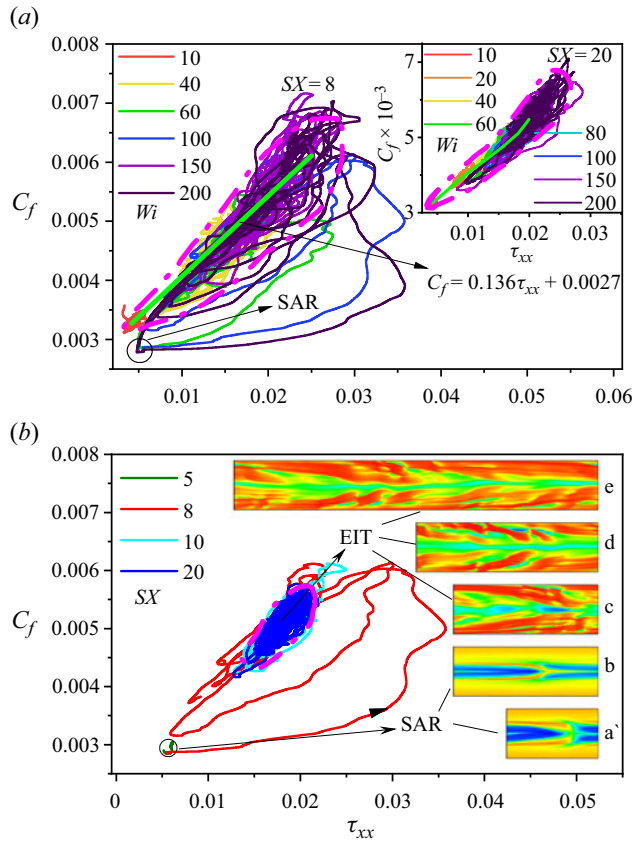 (a)
0.008
0.007
0.006
0.005
0.004
0.003
C_f
10
40
60
100
150
200
Wi
SX = 8
SAR
C_f = 0.136τ_xx + 0.0027
0.01
0.02
0.03
0.04
0.05
0.06
7
5
3
C_f × 10^−3
10
20
40
60
Wi
SX = 20
80
100
150
200
0.01
0.02
0.03
τ_xx
(b)
0.008
0.007
0.006
0.005
0.004
0.003
C_f
5
8
10
20
SX
EIT
SAR
e
d
c
b
a`
0
0.01
0.02
0.03
0.04
0.05
τ_xx